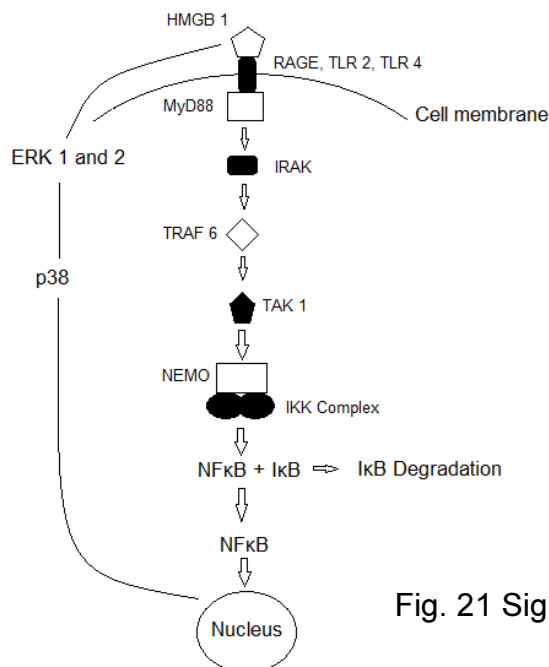 HMGB 1
RAGE, TLR 2, TLR 4
MyD88
Cell membrane
ERK 1 and 2
IRAK
TRAF 6
p38
TAK 1
NEMO
IKK Complex
NFκB + IκB
IκB Degradation
NFκB
Nucleus
Fig. 21 Sig